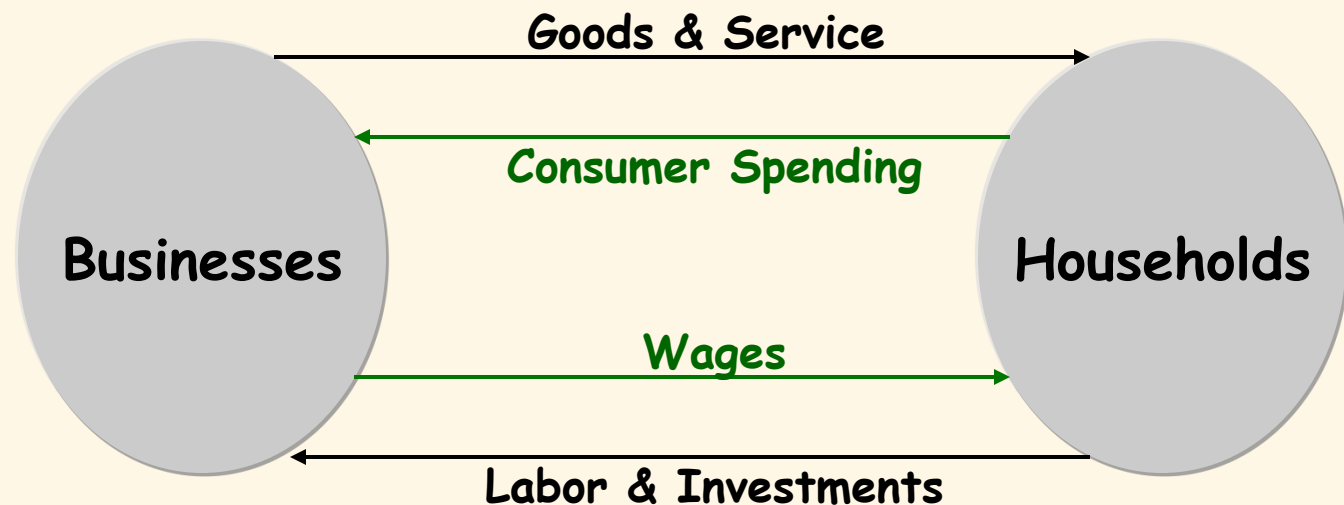 Goods & Service
Consumer Spending
Businesses
Households
Wages
Labor & Investments